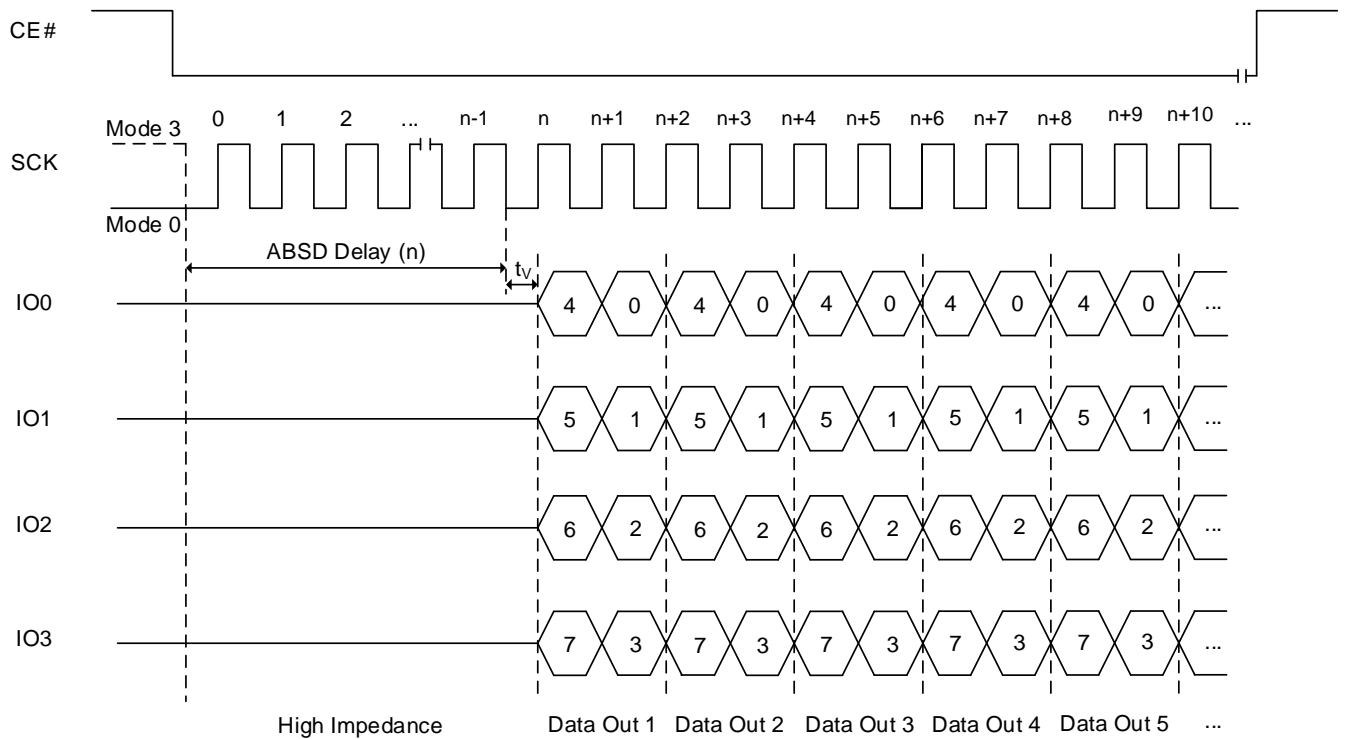 CE#
0 1 2 ... n-1 n n+1 n+2 n+3 n+4 n+5 n+6 n+7 n+8 n+9 n+10 ...
Mode 3
SCK
Mode 0
ABSD Delay (n)
tV
IO0 4 0 4 0 4 0 4 0 4 0 ...
IO1 5 1 5 1 5 1 5 1 5 1 ...
IO2 6 2 6 2 6 2 6 2 6 2 ...
IO3 7 3 7 3 7 3 7 3 7 3 ...
High Impedance Data Out 1 Data Out 2 Data Out 3 Data Out 4 Data Out 5 ...